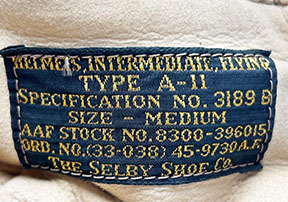 HELMETS, INTERMEDIATE, FLYING
TYPE A-11
SPECIFICATION NO. 3189 B
SIZE - MEDIUM
AAF STOCK NO. 8300-396015
ORD. NO. (33-038) 45-9730 A.F.
THE SELBY SHOE CO.